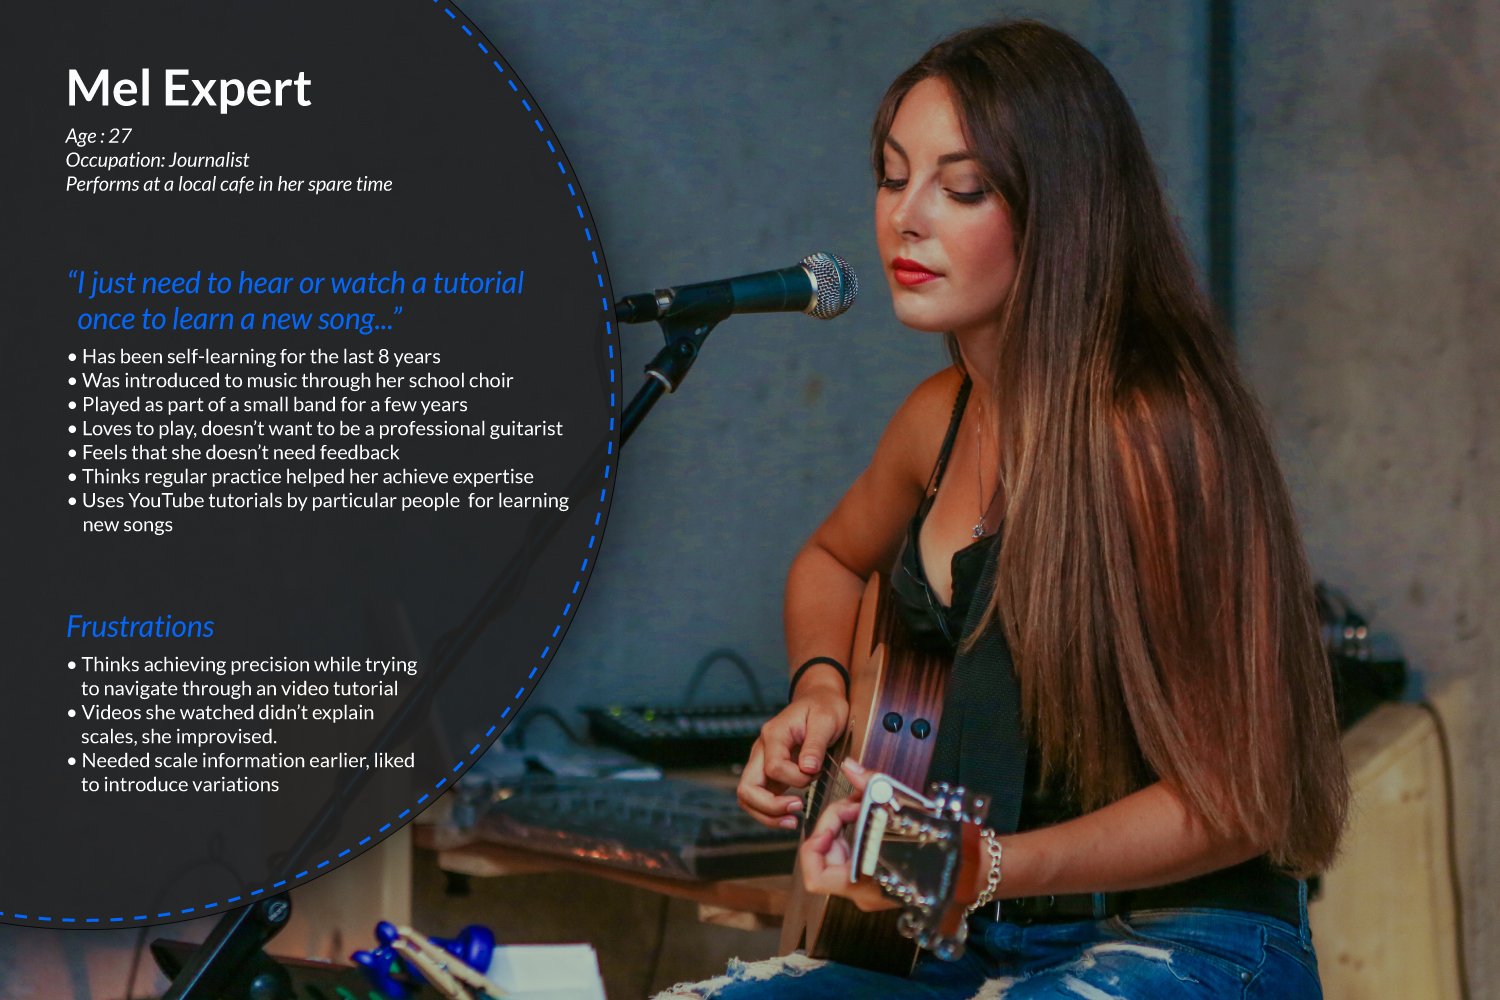 Mel Expert
Age : 27
Occupation: Journalist
Performs at a local cafe in her spare time
“I just need to hear or watch a tutorial
once to learn a new song...”
• Has been self-learning for the last 8 years
• Was introduced to music through her school choir
• Played as part of a small band for a few years
• Loves to play, doesn’t want to be a professional guitarist
• Feels that she doesn’t need feedback
• Thinks regular practice helped her achieve expertise
• Uses YouTube tutorials by particular people  for learning
new songs
Frustrations
• Thinks achieving precision while trying
to navigate through an video tutorial
• Videos she watched didn’t explain
scales, she improvised.
• Needed scale information earlier, liked
to introduce variations